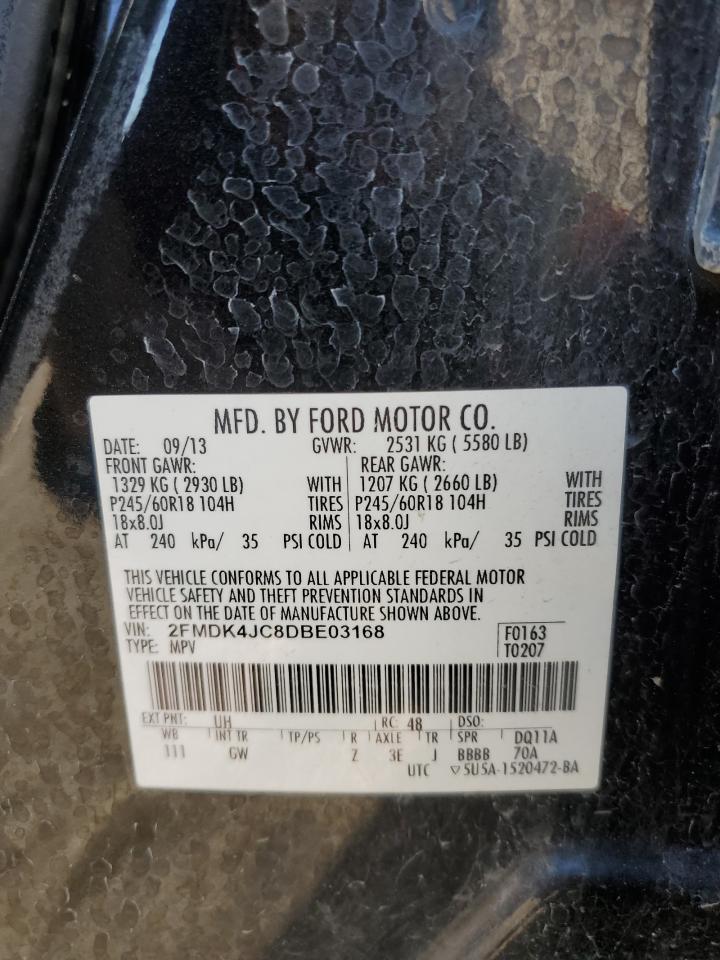 MFD. BY FORD MOTOR CO.
DATE: 09/13 GVWR: 2531 KG ( 5580 LB)
FRONT GAWR: REAR GAWR:
1329 KG ( 2930 LB) WITH 1207 KG ( 2660 LB) WITH
P245/60R18 104H TIRES P245/60R18 104H TIRES
18x8.0J RIMS 18x8.0J RIMS
AT 240 kPa/ 35 PSI COLD AT 240 kPa/ 35 PSI COLD
THIS VEHICLE CONFORMS TO ALL APPLICABLE FEDERAL MOTOR
VEHICLE SAFETY AND THEFT PREVENTION STANDARDS IN
EFFECT ON THE DATE OF MANUFACTURE SHOWN ABOVE.
VIN: 2FMDK4JC8DBE03168 F0163
TYPE: MPV T0207
EXT PNT: UH RC: 48 DSO:
WB INT TR TP/PS R AXLE TR SPR DQ11A
111 GW Z 3E J BBBB 70A
UTC ▽5U5A-1520472-BA